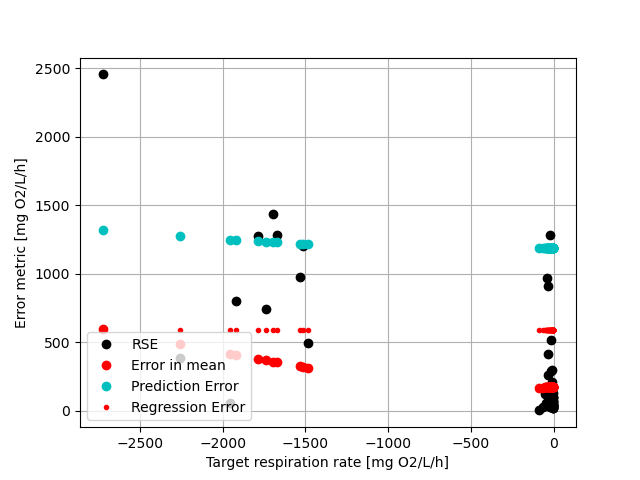 2500
2000
1500
1000
500
0
Error metric [mg O2/L/h]
RSE
Error in mean
Prediction Error
Regression Error
−2500
−2000
−1500
−1000
−500
0
Target respiration rate [mg O2/L/h]